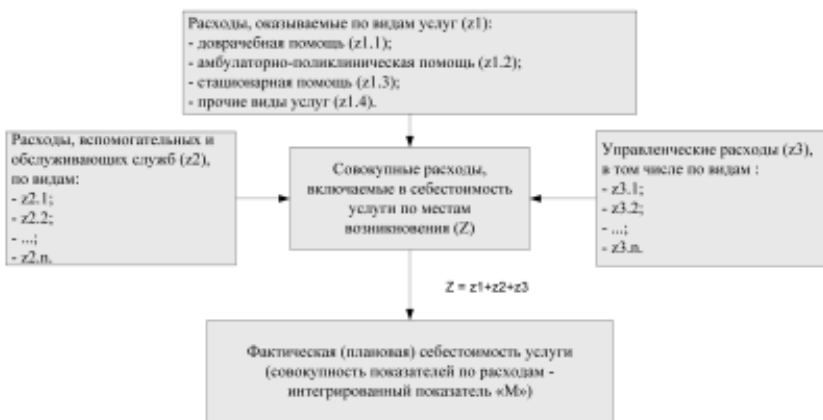 Расходы, оказываемые по видам услуг (z1):
- доврачебная помощь (z1.1);
- амбулаторно-поликлиническая помощь (z1.2);
- стационарная помощь (z1.3);
- прочие виды услуг (z1.4).
Расходы, вспомогательных и
обслуживающих служб (z2),
по видам:
- z2.1;
- z2.2;
- ...;
- z2.n.
Совокупные расходы,
включаемые в себестоимость
услуги по местам
возникновения (Z)
Управленческие расходы (z3),
в том числе по видам :
- z3.1;
- z3.2;
- ...;
- z3.n.
Z = z1+z2+z3
Фактическая (плановая) себестоимость услуги
(совокупность показателей по расходам -
интегрированный показатель «М»)